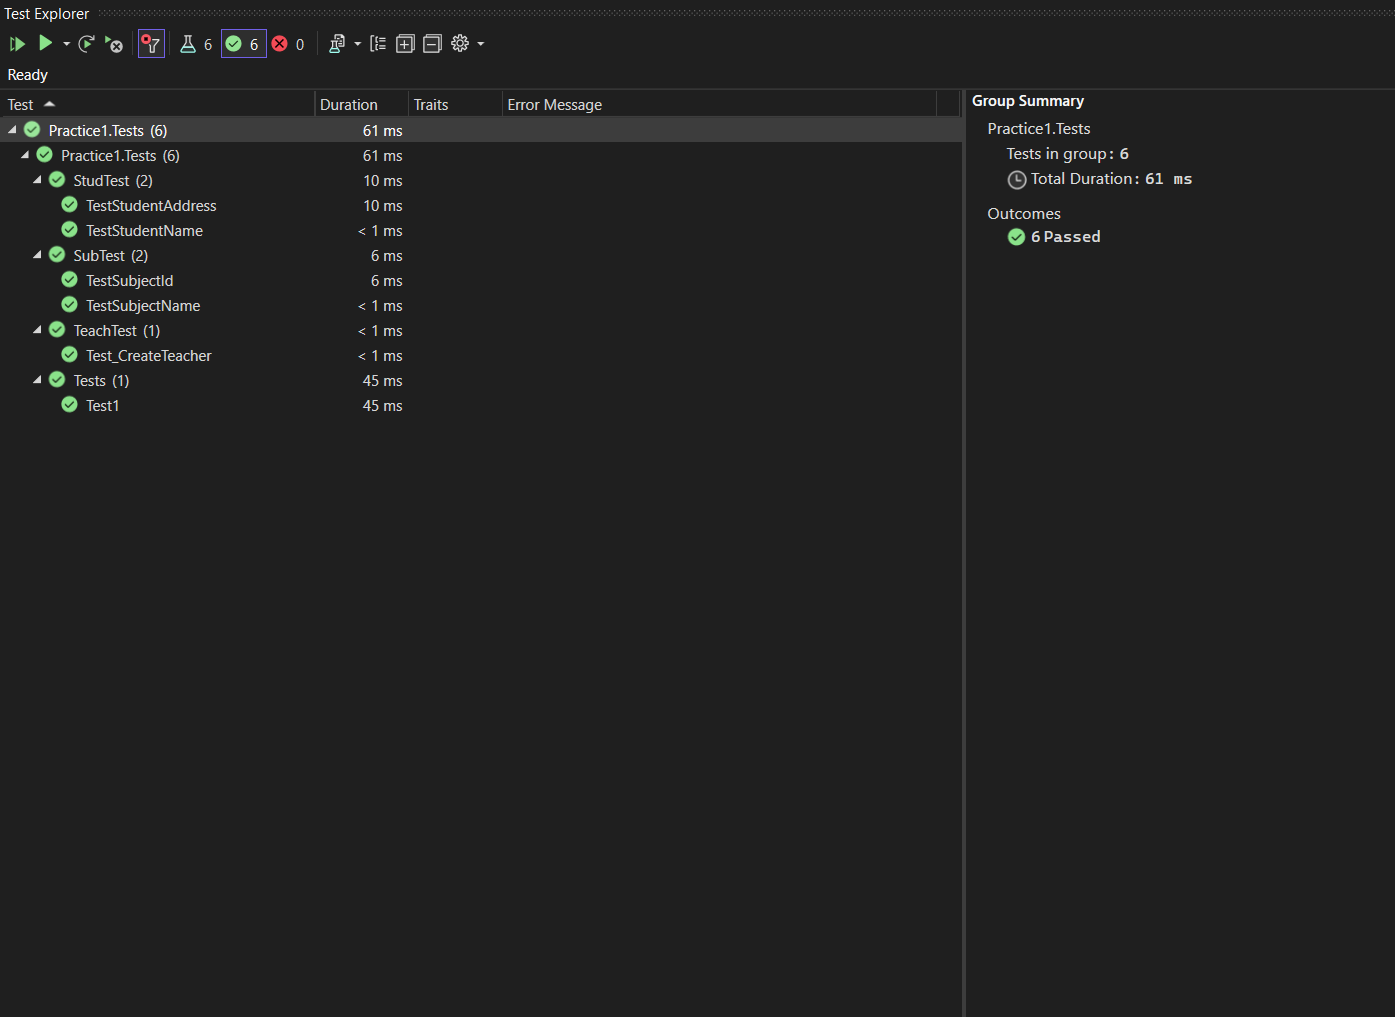 Test Explorer
6 6 0
Ready
Test Duration Traits Error Message
Practice1.Tests (6) 61 ms
Practice1.Tests (6) 61 ms
StudTest (2) 10 ms
TestStudentAddress 10 ms
TestStudentName < 1 ms
SubTest (2) 6 ms
TestSubjectId 6 ms
TestSubjectName < 1 ms
TeachTest (1) < 1 ms
Test_CreateTeacher < 1 ms
Tests (1) 45 ms
Test1 45 ms
Group Summary
Practice1.Tests
Tests in group: 6
Total Duration: 61 ms
Outcomes
6 Passed